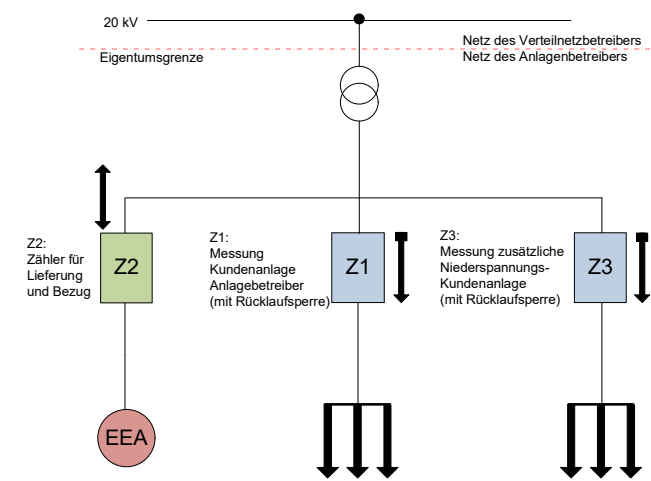 20 kV
Netz des Verteilnetzbetreibers
Eigentumsgrenze
Netz des Anlagenbetreibers
Z2:
Zähler für
Lieferung
und Bezug
Z2
Z1:
Messung
Kundenanlage
Anlagebetreiber
(mit Rücklaufsperre)
Z1
Z3:
Messung zusätzliche
Niederspannungs-
Kundenanlage
(mit Rücklaufsperre)
Z3
EEA